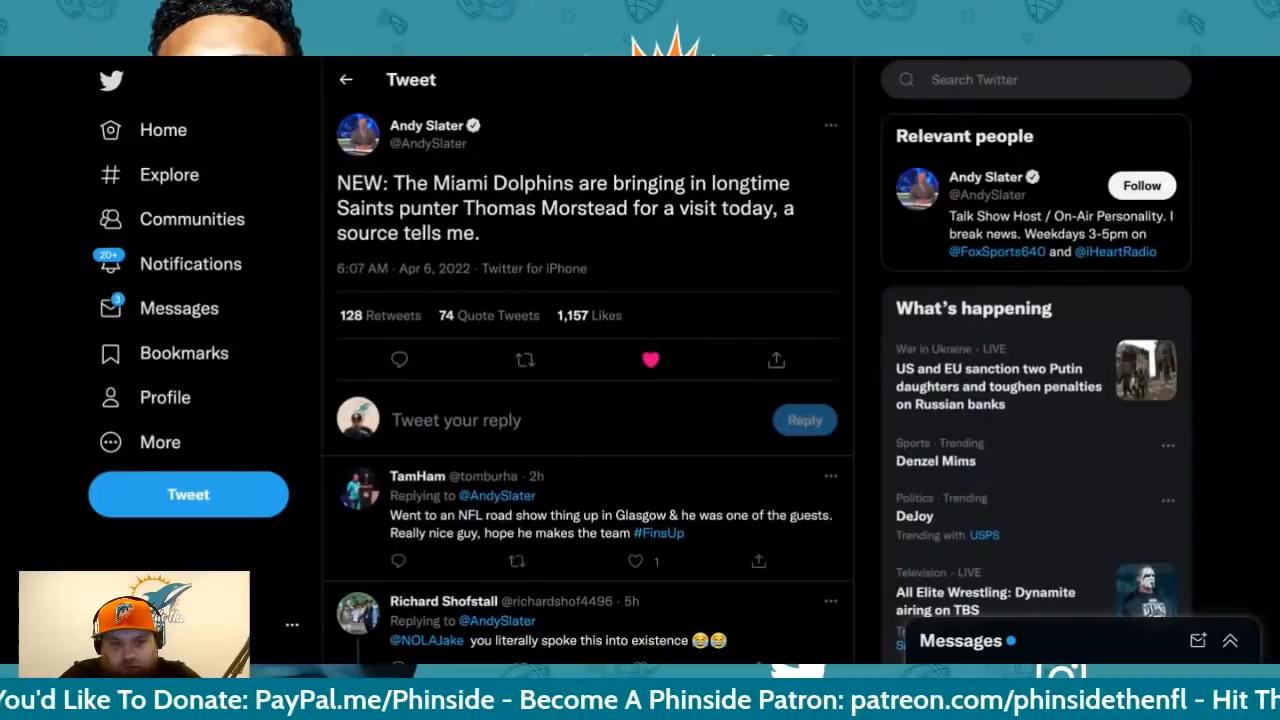 Home
Explore
Communities
20+
Notifications
3
Messages
Bookmarks
Profile
More
Tweet
Tweet
Andy Slater
@AndySlater
NEW: The Miami Dolphins are bringing in longtime
Saints punter Thomas Morstead for a visit today, a
source tells me.
6:07 AM · Apr 6, 2022 · Twitter for iPhone
128 Retweets 74 Quote Tweets 1,157 Likes
Tweet your reply
Reply
TamHam @tomburha · 2h
Replying to @AndySlater
Went to an NFL road show thing up in Glasgow & he was one of the guests.
Really nice guy, hope he makes the team #FinsUp
1
Richard Shofstall @richardshof4496 · 5h
Replying to @AndySlater
@NOLAJake you literally spoke this into existence 😂😂
Search Twitter
Relevant people
Andy Slater
@AndySlater
Follow
Talk Show Host / On-Air Personality. I
break news. Weekdays 3-5pm on
@FoxSports640 and @iHeartRadio
What's happening
War in Ukraine · LIVE
US and EU sanction two Putin
daughters and toughen penalties
on Russian banks
Sports · Trending
Denzel Mims
Politics · Trending
DeJoy
Trending with USPS
Television · LIVE
All Elite Wrestling: Dynamite
airing on TBS
Messages
You'd Like To Donate: PayPal.me/Phinside - Become A Phinside Patron: patreon.com/phinsidethenfl - Hit Th